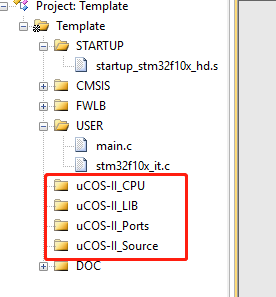 Project: Template
Template
STARTUP
startup_stm32f10x_hd.s
CMSIS
FWLB
USER
main.c
stm32f10x_it.c
uCOS-II_CPU
uCOS-II_LIB
uCOS-II_Ports
uCOS-II_Source
DOC